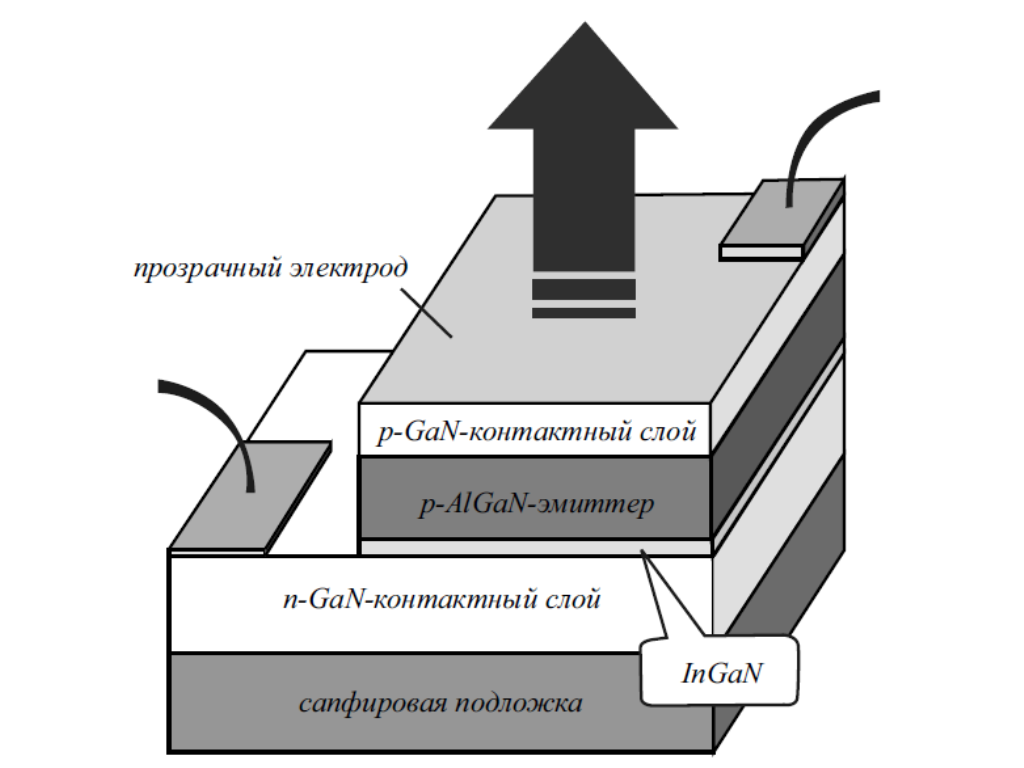 прозрачный электрод
p-GaN-контактный слой
p-AlGaN-эмиттер
n-GaN-контактный слой
InGaN
сапфировая подложка